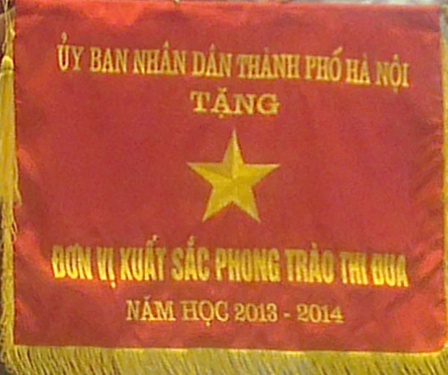 ỦY BAN NHÂN DÂN THÀNH PHỐ HÀ NỘI
TẶNG
ĐƠN VỊ XUẤT SẮC PHONG TRÀO THI ĐUA
NĂM HỌC 2013 - 2014